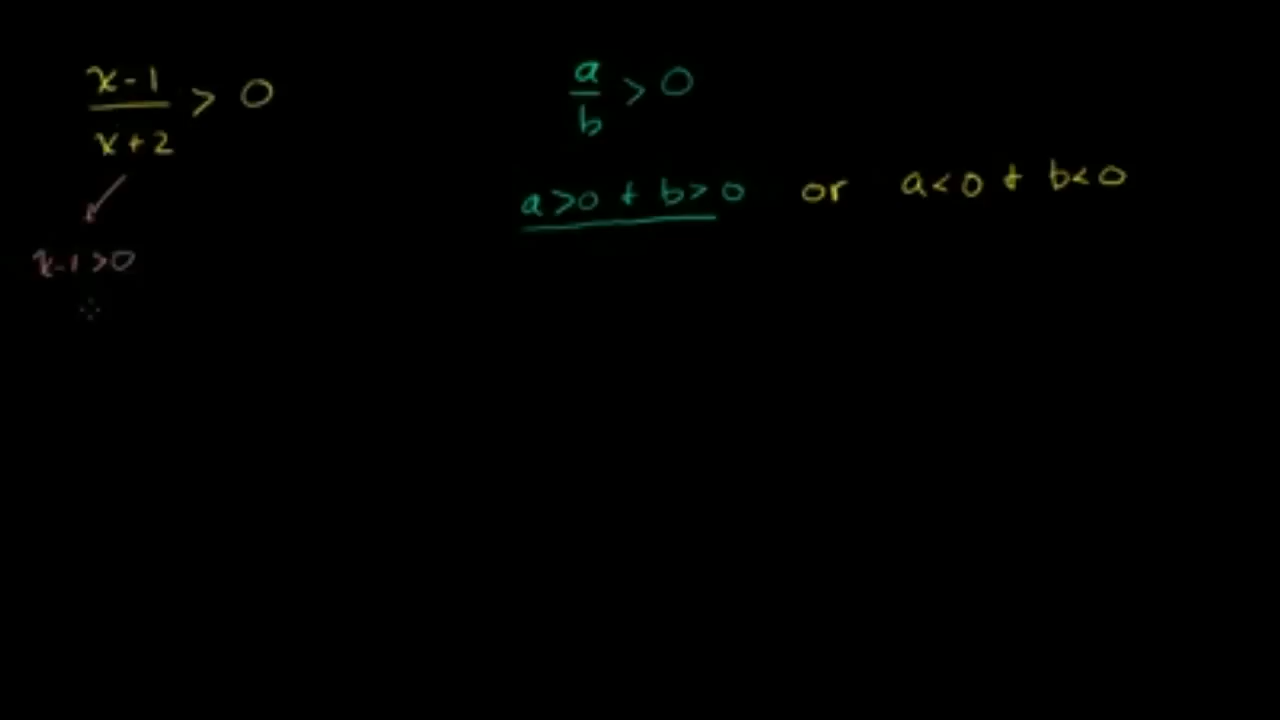 x-1
x+2 > 0
x-1>0
a
b > 0
a>0 + b>0 or a<0 + b<0